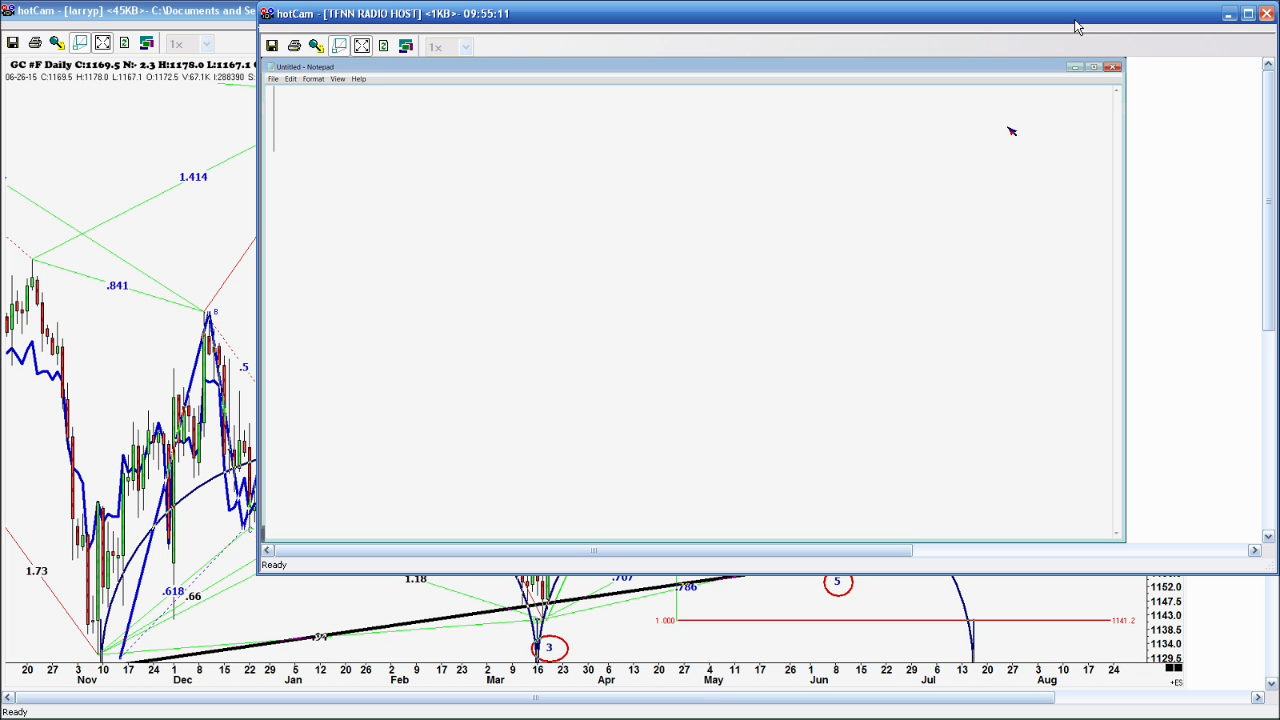 hotCam - [larryp] <45KB>- C:\Documents and Se
hotCam - [TFNN RADIO HOST] <1KB>- 09:55:11
1x
1x
GC #F Daily C:1169.5 N:- 2.3 H:1178.0 L:1167.1
06-26-15 C:1169.5 H:1178.0 L:1167.1 O:1172.5 V:67.1K I:288390
Untitled - Notepad
File Edit Format View Help
1.414
.841
B
.5
C
1.73
.618
.66
1.18
.707
.786
5
3
1.000
1141.2
1152.0
1147.5
1143.0
1138.5
1134.0
1129.5
20 27 3 10 17 24 1 8 15 22 29 5 12 20 26 2 9 17 23 2 9 16 23 30 6 13 20 27 4 11 17 26 1 8 15 22 29 6 13 20 27 3 10 17 24
Nov Dec Jan Feb Mar Apr May Jun Jul Aug
+ES
Ready
Ready